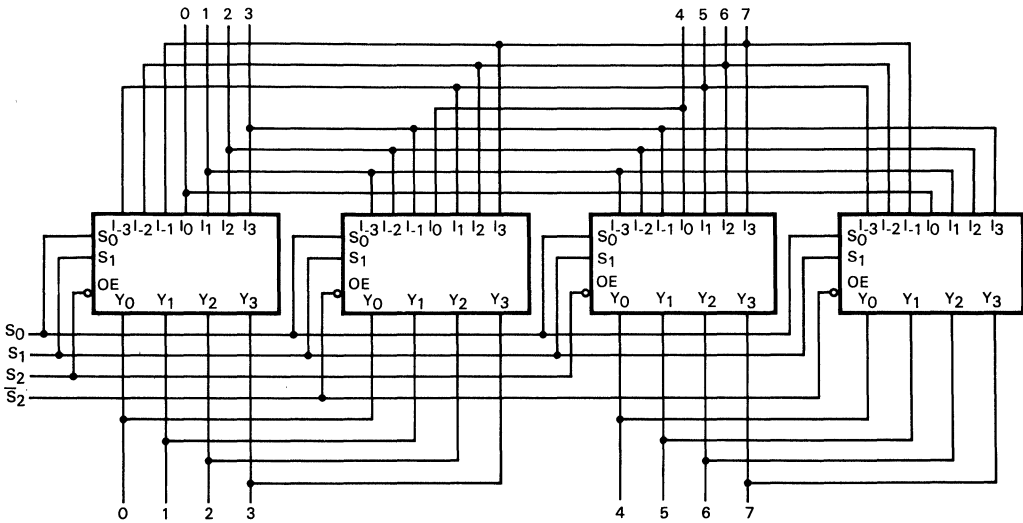 0 1 2 3 4 5 6 7
I-3 I-2 I-1 I0 I1 I2 I3 I-3 I-2 I-1 I0 I1 I2 I3 I-3 I-2 I-1 I0 I1 I2 I3 I-3 I-2 I-1 I0 I1 I2 I3
S0 S0 S0 S0
S1 S1 S1 S1
OE OE OE OE
Y0 Y1 Y2 Y3 Y0 Y1 Y2 Y3 Y0 Y1 Y2 Y3 Y0 Y1 Y2 Y3
S0
S1
S2
S̅2
0 1 2 3 4 5 6 7